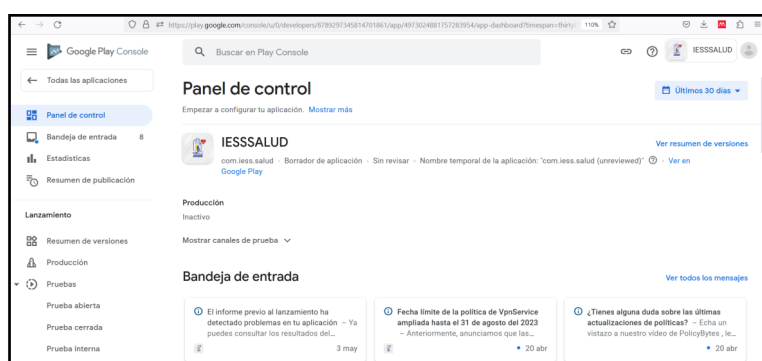 https://play.google.com/console/u/0/developers/8789297345814701861/app/4973024881757283954/app-dashboard?timespan=thirty
110%
Google Play Console
Buscar en Play Console
IESSSALUD
Todas las aplicaciones
Panel de control
Bandeja de entrada 8
Estadísticas
Resumen de publicación
Lanzamiento
Resumen de versiones
Producción
Pruebas
Prueba abierta
Prueba cerrada
Prueba interna
Panel de control
Últimos 30 días
Empezar a configurar tu aplicación. Mostrar más
IESSSALUD
Ver resumen de versiones
com.iess.salud · Borrador de aplicación · Sin revisar · Nombre temporal de la aplicación: "com.iess.salud (unreviewed)" · Ver en
Google Play
Producción
Inactivo
Mostrar canales de prueba
Bandeja de entrada
Ver todos los mensajes
El informe previo al lanzamiento ha
detectado problemas en tu aplicación – Ya
puedes consultar los resultados del...
3 may
Fecha límite de la política de VpnService
ampliada hasta el 31 de agosto del 2023
– Anteriormente, anunciamos que las...
20 abr
¿Tienes alguna duda sobre las últimas
actualizaciones de políticas? – Echa un
vistazo a nuestro vídeo de PolicyBytes , le...
20 abr